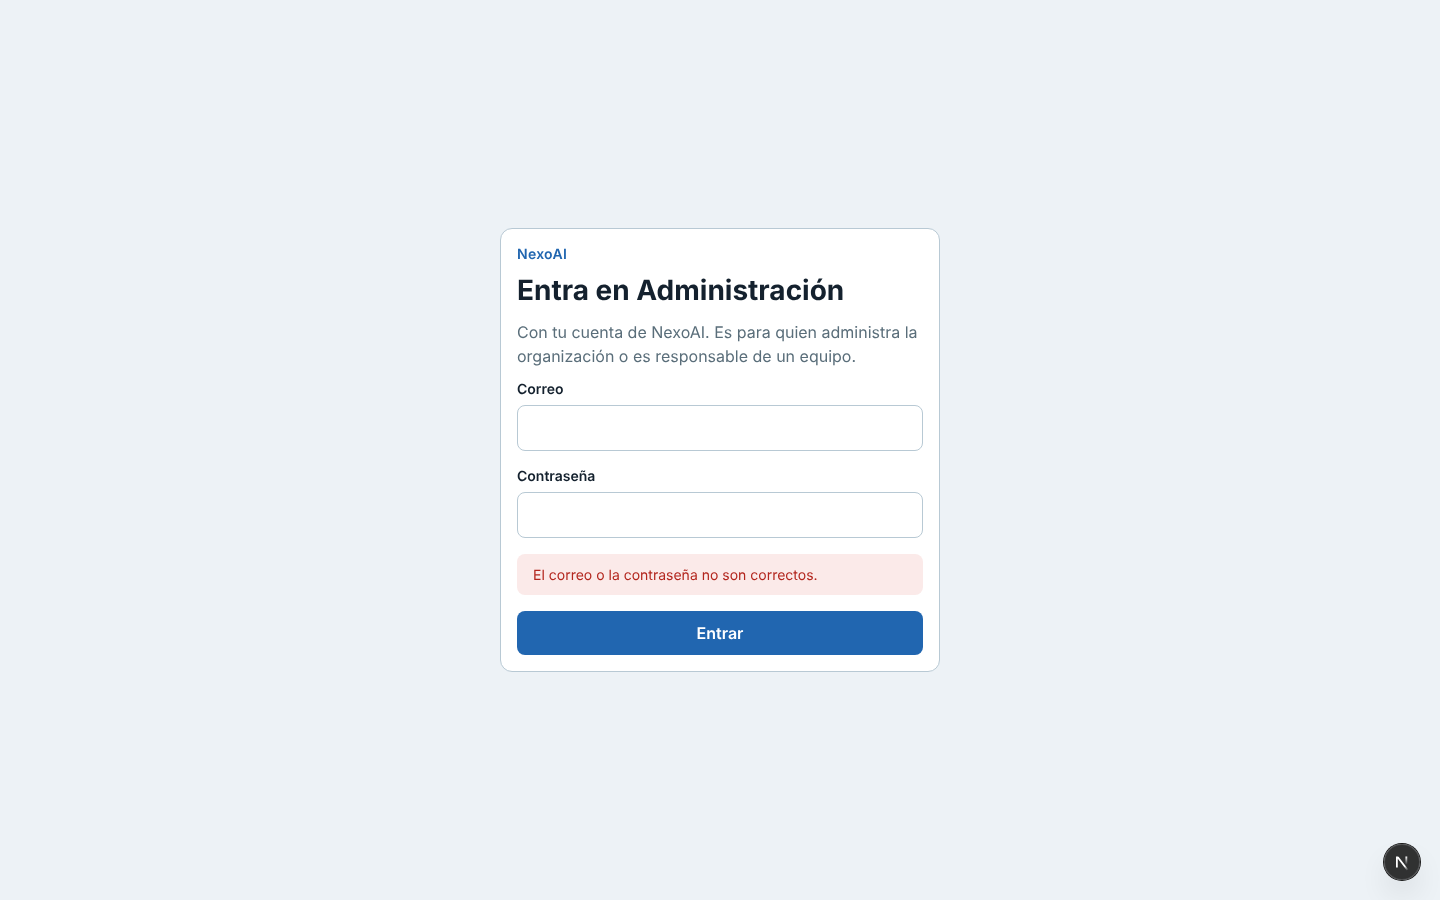 NexoAI
Entra en Administración
Con tu cuenta de NexoAI. Es para quien administra la
organización o es responsable de un equipo.
Correo
Contraseña
El correo o la contraseña no son correctos.
Entrar
N